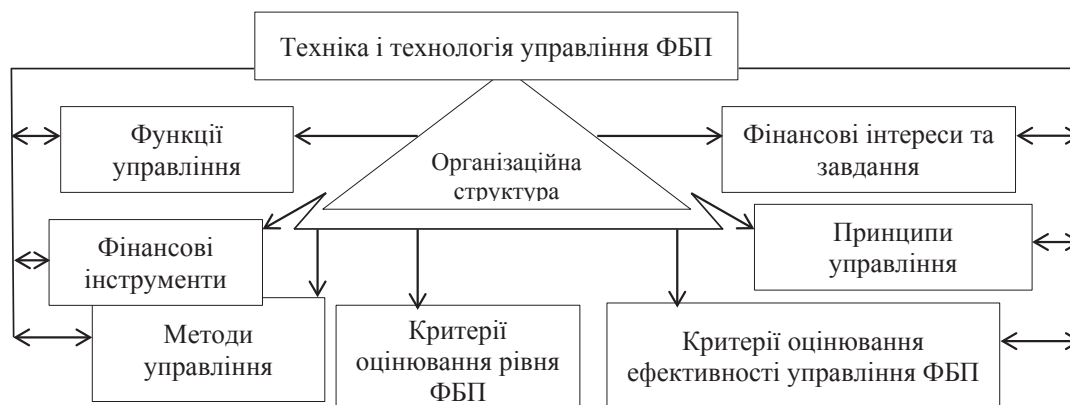 Техніка і технологія управління ФБП
Функції
управління
Організаційна
структура
Фінансові інтереси та
завдання
Фінансові
інструменти
Принципи
управління
Методи
управління
Критерії
оцінювання рівня
ФБП
Критерії оцінювання
ефективності управління ФБП